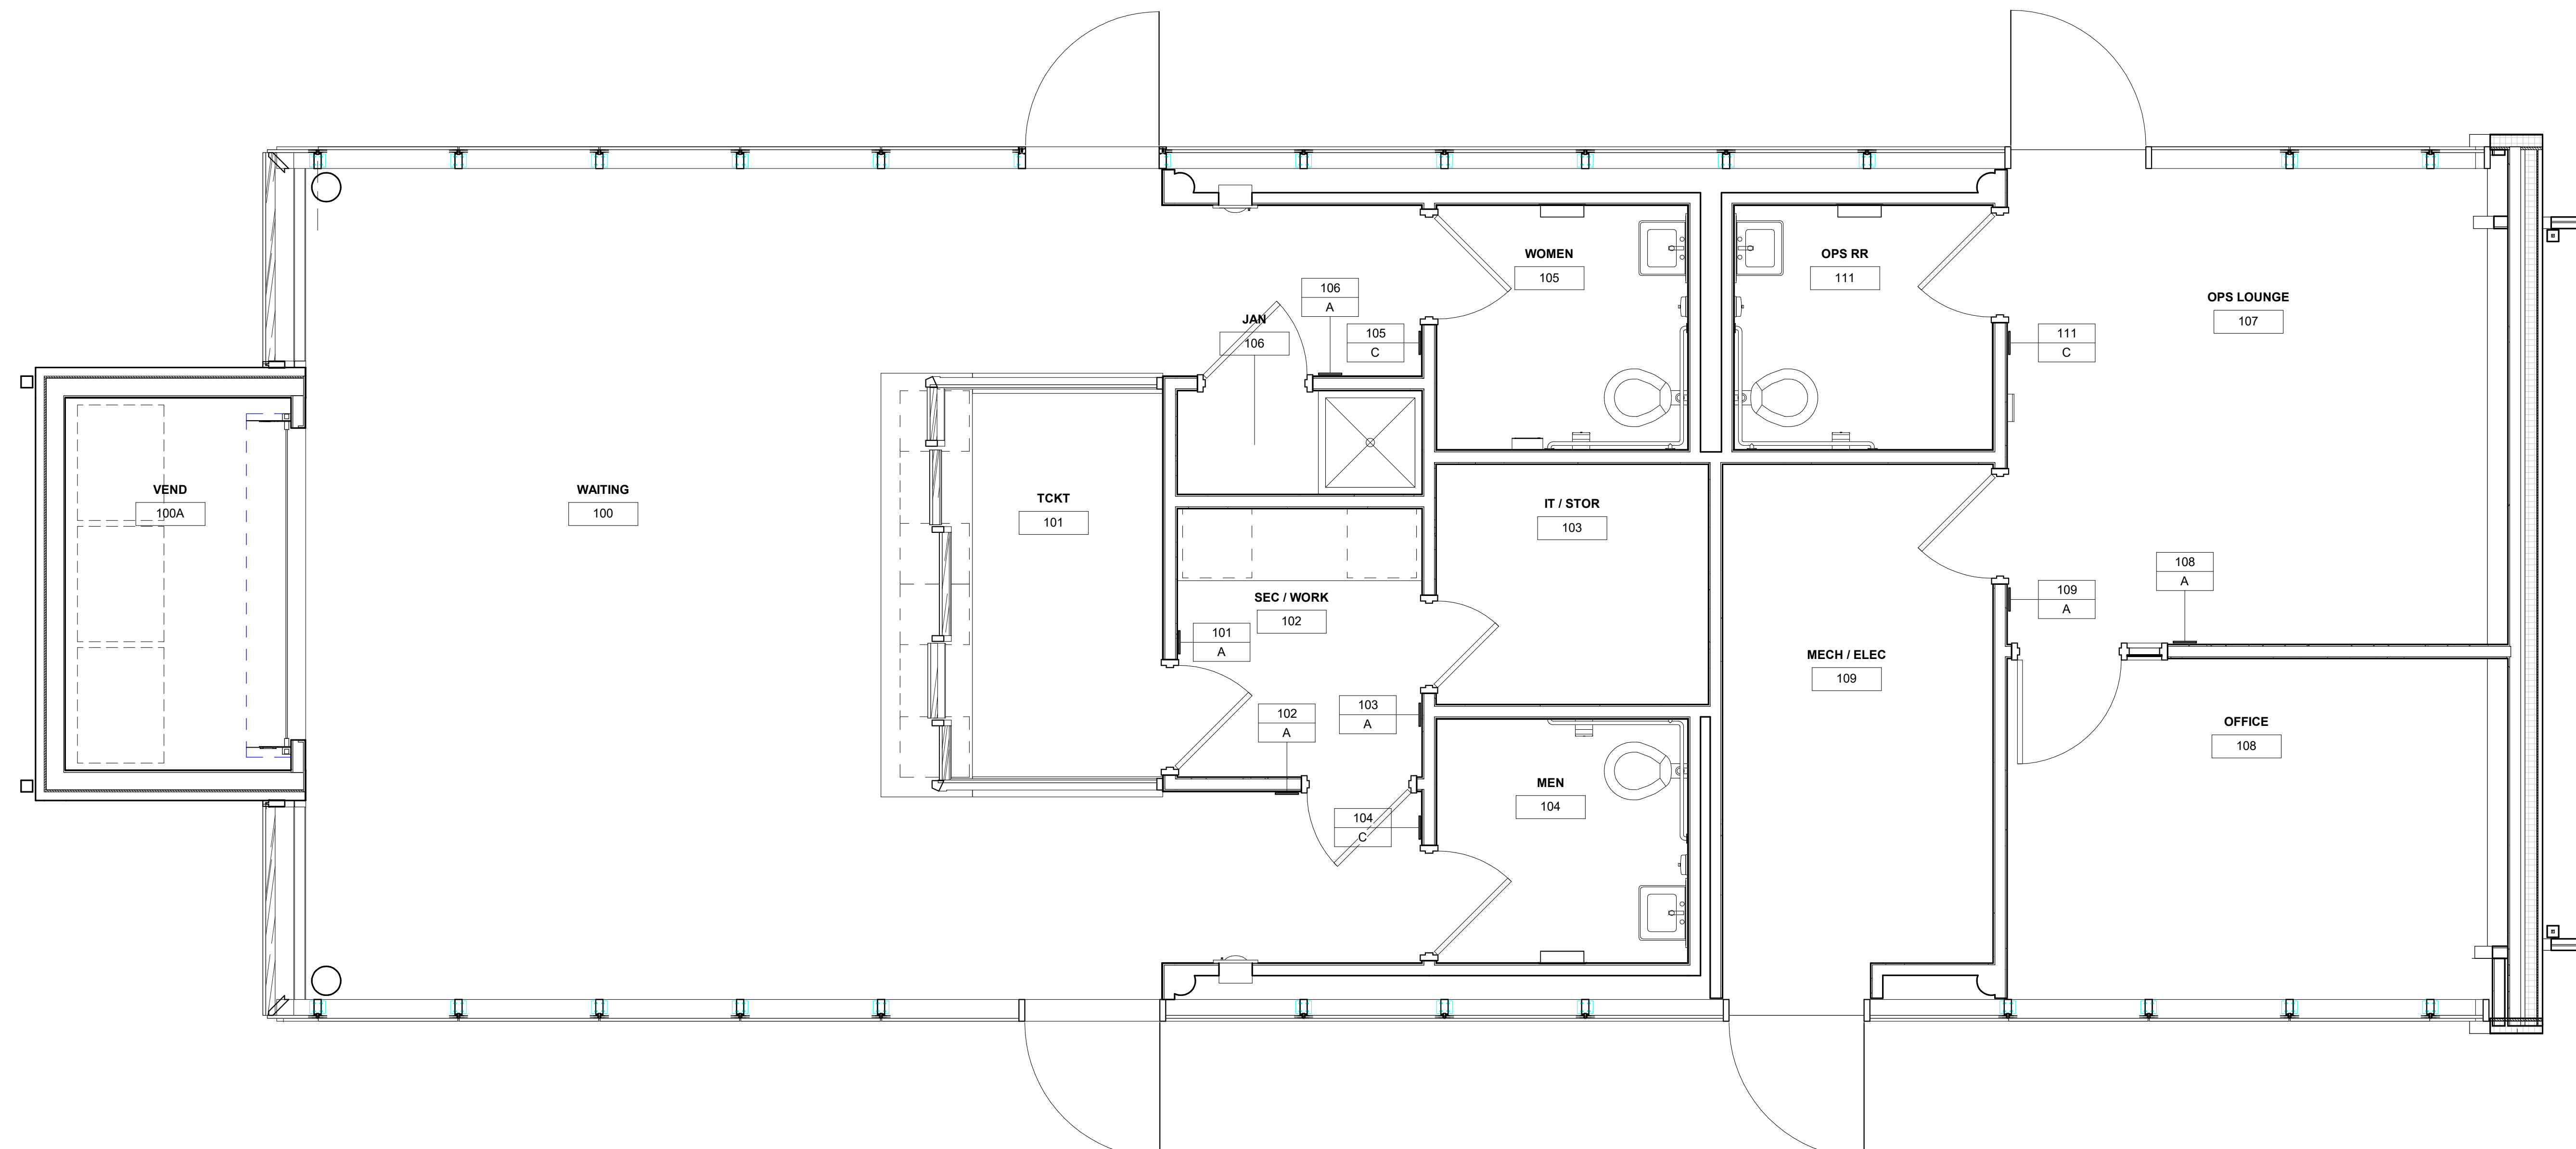 WOMEN
105
OPS RR
111
OPS LOUNGE
107
106
A
JAN
106
105
C
111
C
VEND
100A
WAITING
100
TCKT
101
IT / STOR
103
108
A
109
A
SEC / WORK
102
101
A
MECH / ELEC
109
103
A
102
A
OFFICE
108
MEN
104
104
C